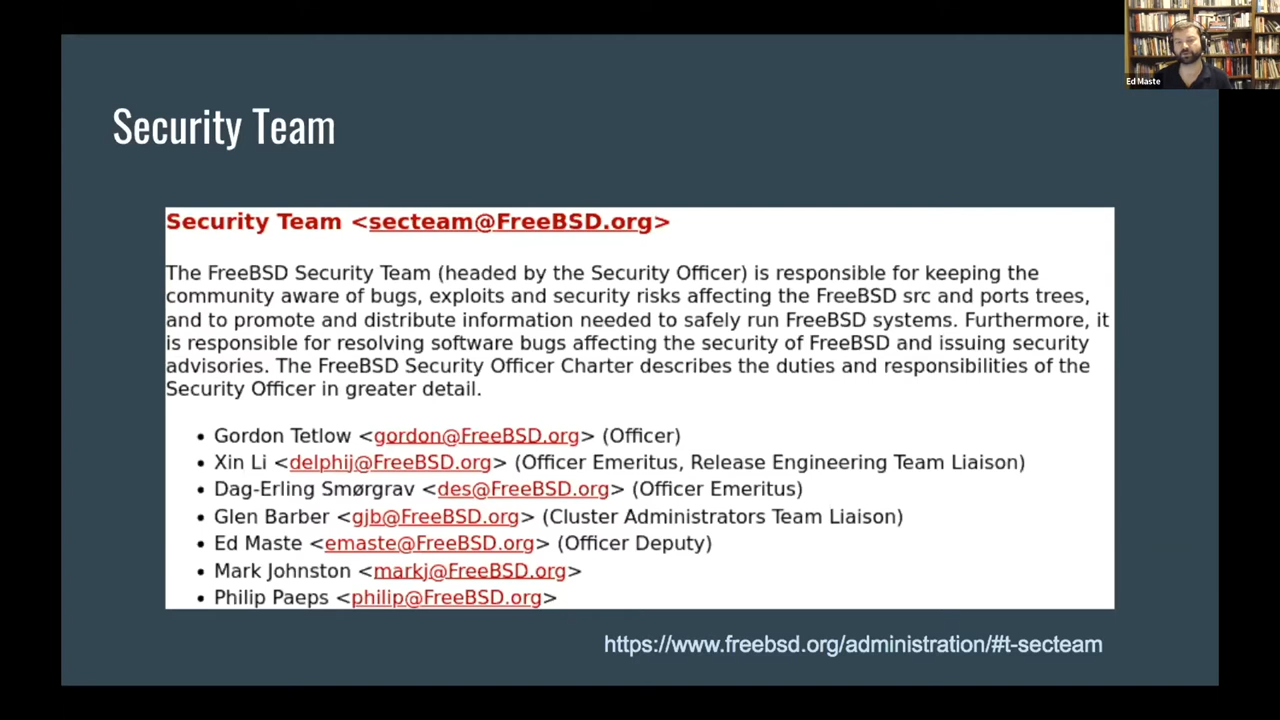 Ed Maste
Security Team
Security Team <secteam@FreeBSD.org>
The FreeBSD Security Team (headed by the Security Officer) is responsible for keeping the
community aware of bugs, exploits and security risks affecting the FreeBSD src and ports trees,
and to promote and distribute information needed to safely run FreeBSD systems. Furthermore, it
is responsible for resolving software bugs affecting the security of FreeBSD and issuing security
advisories. The FreeBSD Security Officer Charter describes the duties and responsibilities of the
Security Officer in greater detail.
• Gordon Tetlow <gordon@FreeBSD.org> (Officer)
• Xin Li <delphij@FreeBSD.org> (Officer Emeritus, Release Engineering Team Liaison)
• Dag-Erling Smørgrav <des@FreeBSD.org> (Officer Emeritus)
• Glen Barber <gjb@FreeBSD.org> (Cluster Administrators Team Liaison)
• Ed Maste <emaste@FreeBSD.org> (Officer Deputy)
• Mark Johnston <markj@FreeBSD.org>
• Philip Paeps <philip@FreeBSD.org>
https://www.freebsd.org/administration/#t-secteam